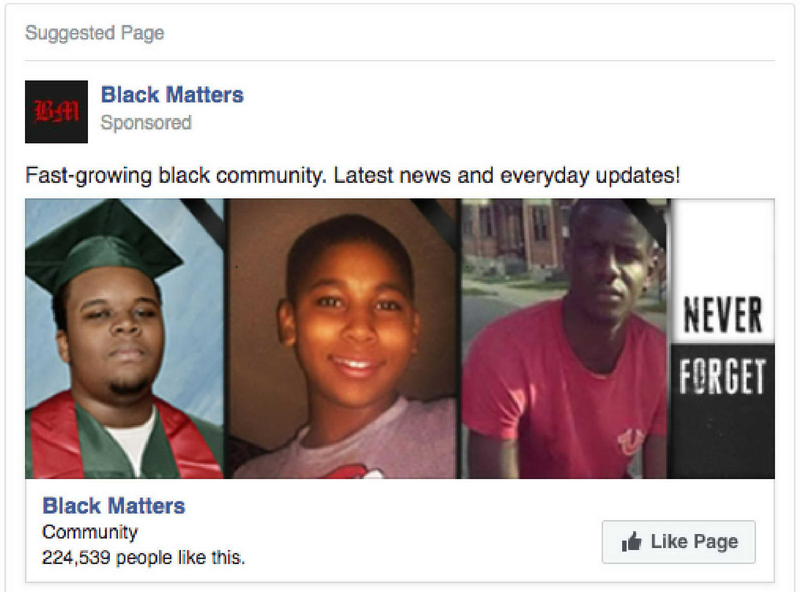 Suggested Page
BM
Black Matters
Sponsored
Fast-growing black community. Latest news and everyday updates!
NEVER
FORGET
Black Matters
Community
224,539 people like this.
Like Page